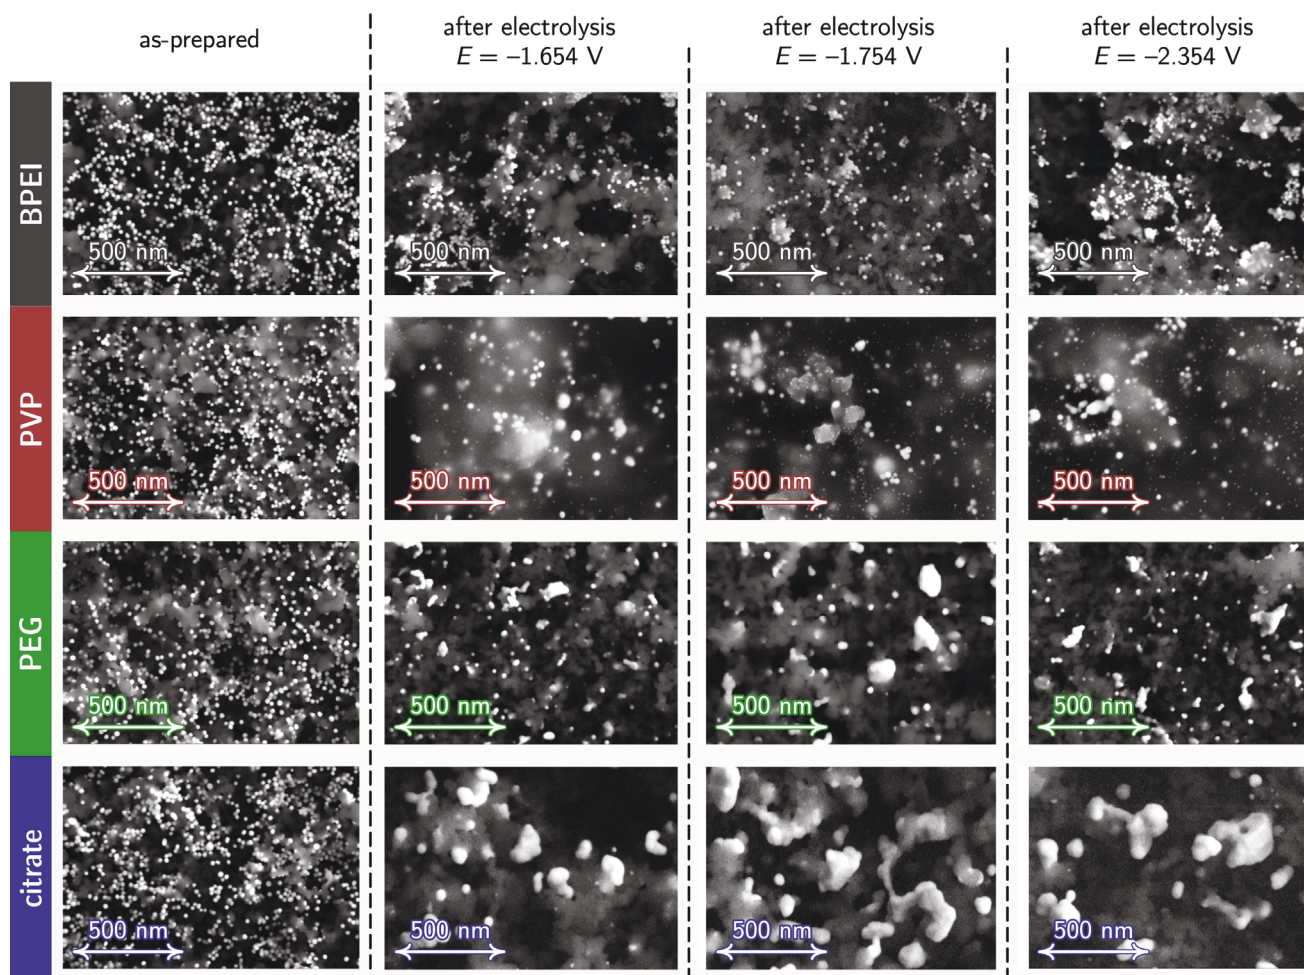 as-prepared
after electrolysis
E = –1.654 V
after electrolysis
E = –1.754 V
after electrolysis
E = –2.354 V
BPEI
500 nm
500 nm
500 nm
500 nm
PVP
500 nm
500 nm
500 nm
500 nm
PEG
500 nm
500 nm
500 nm
500 nm
citrate
500 nm
500 nm
500 nm
500 nm